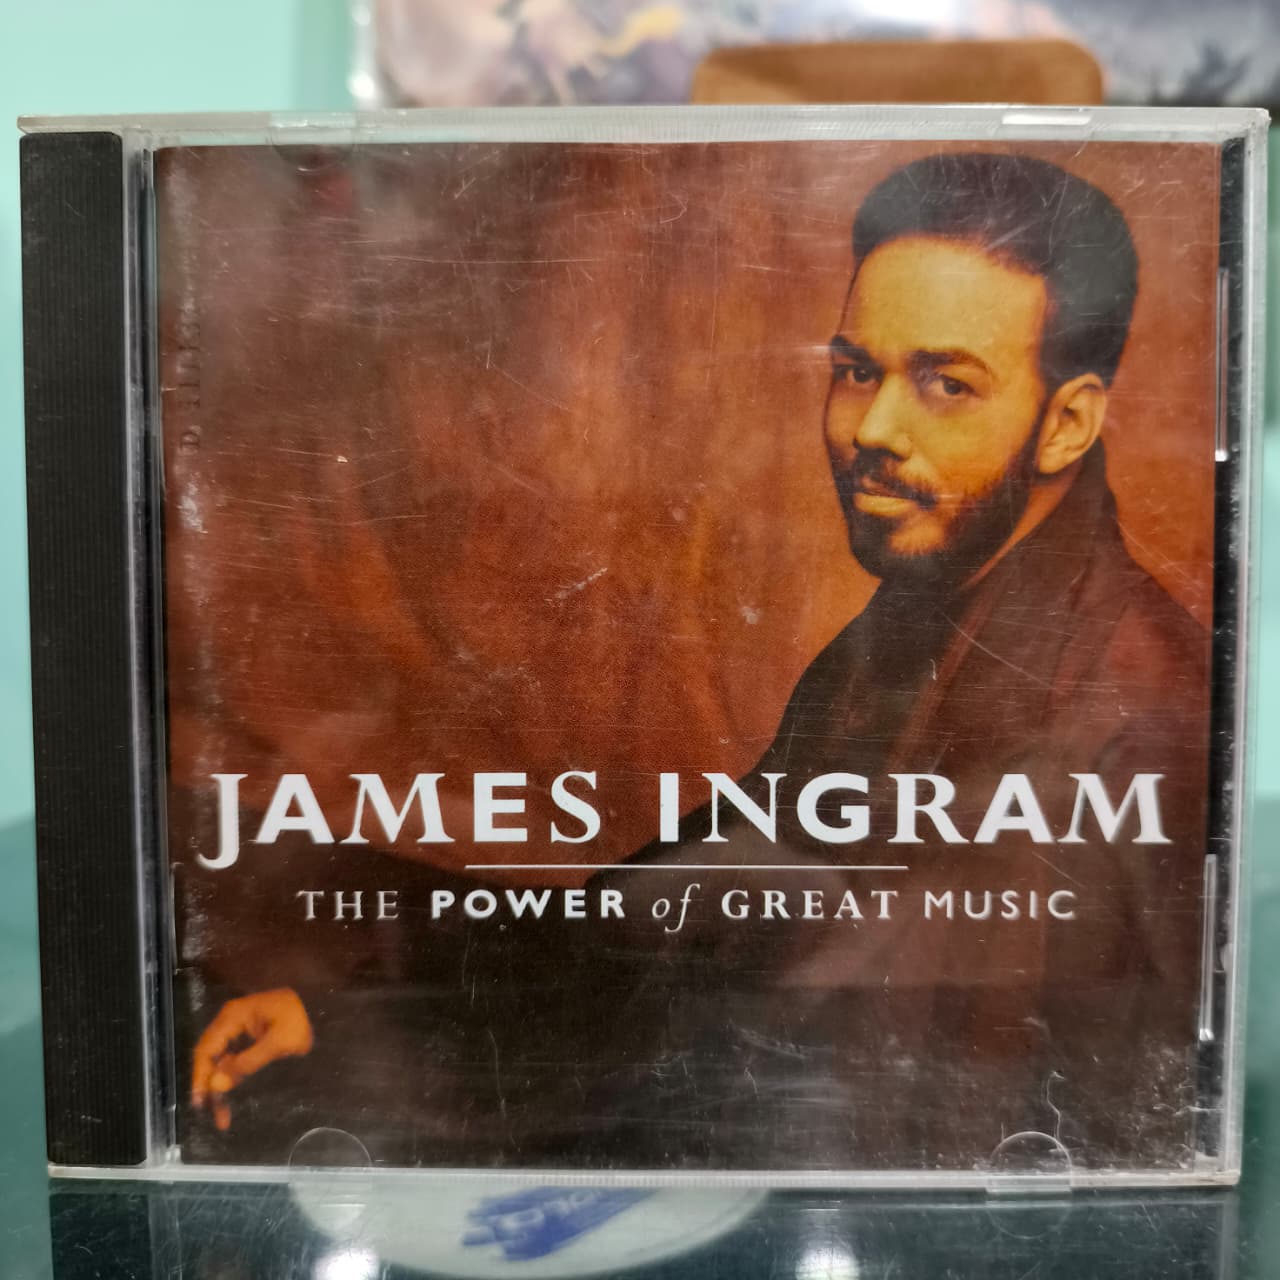 JAMES INGRAM
THE POWER of GREAT MUSIC